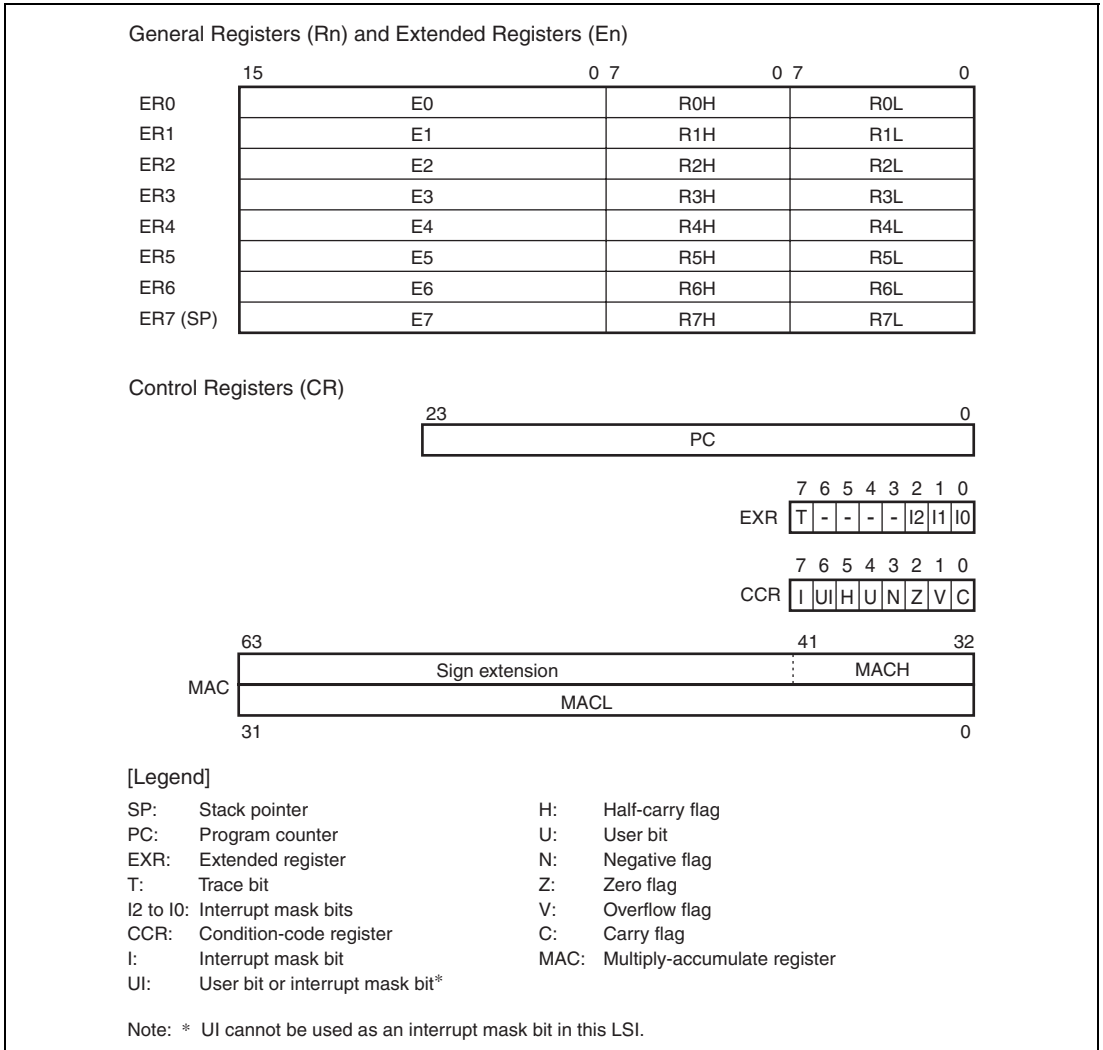 General Registers (Rn) and Extended Registers (En)
15 0 7 0 7 0
ER0 E0 R0H R0L
ER1 E1 R1H R1L
ER2 E2 R2H R2L
ER3 E3 R3H R3L
ER4 E4 R4H R4L
ER5 E5 R5H R5L
ER6 E6 R6H R6L
ER7 (SP) E7 R7H R7L
Control Registers (CR)
23 0
PC
7 6 5 4 3 2 1 0
EXR T - - - - I2 I1 I0
7 6 5 4 3 2 1 0
CCR I UI H U N Z V C
63 41 32
Sign extension MACH
MAC
MACL
31 0
[Legend]
SP: Stack pointer H: Half-carry flag
PC: Program counter U: User bit
EXR: Extended register N: Negative flag
T: Trace bit Z: Zero flag
I2 to I0: Interrupt mask bits V: Overflow flag
CCR: Condition-code register C: Carry flag
I: Interrupt mask bit MAC: Multiply-accumulate register
UI: User bit or interrupt mask bit*
Note: * UI cannot be used as an interrupt mask bit in this LSI.